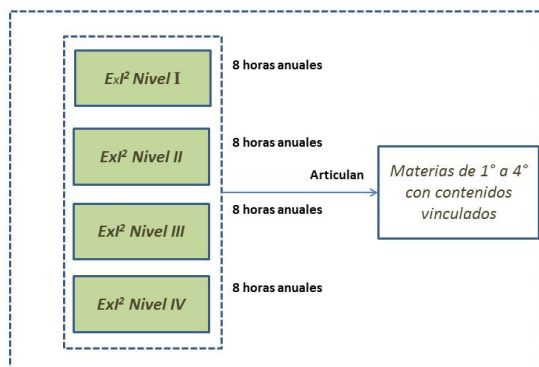 ExI² Nivel I
8 horas anuales
ExI² Nivel II
8 horas anuales
Articulan
Materias de 1° a 4°
con contenidos
vinculados
ExI² Nivel III
8 horas anuales
ExI² Nivel IV
8 horas anuales